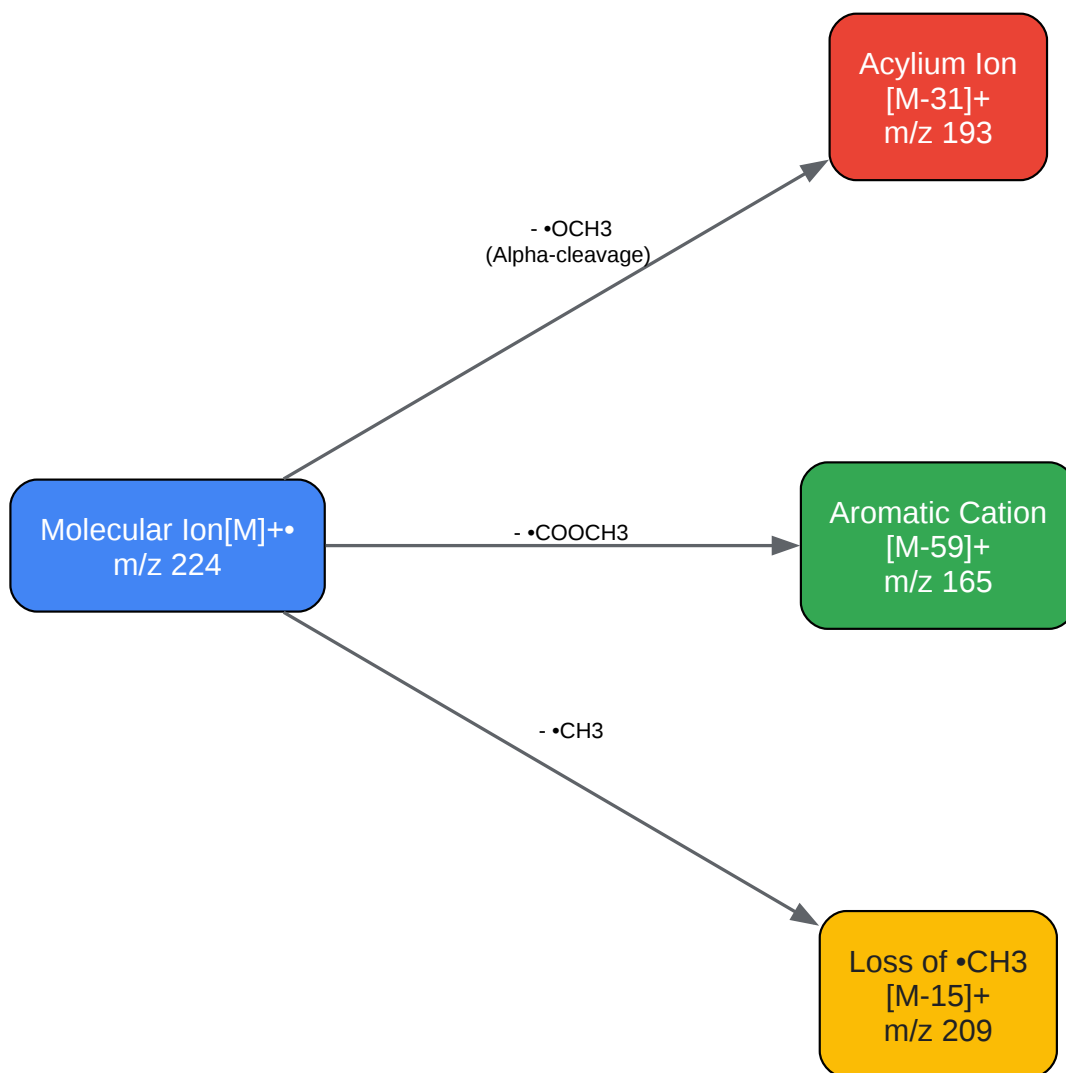 Acylium Ion
[M-31]+
m/z 193
- •OCH3
(Alpha-cleavage)
Molecular Ion[M]+•
m/z 224
- •COOCH3
Aromatic Cation
[M-59]+
m/z 165
- •CH3
Loss of •CH3
[M-15]+
m/z 209